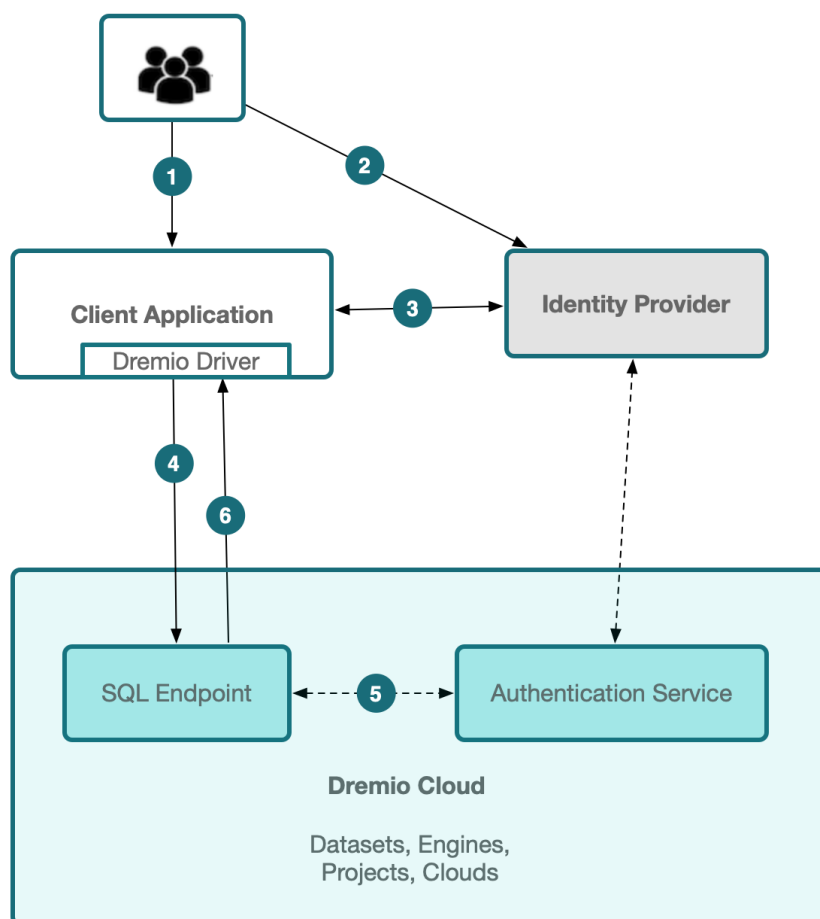 1
2
Client Application
3
Identity Provider
Dremio Driver
4
6
SQL Endpoint
5
Authentication Service
Dremio Cloud
Datasets, Engines,
Projects, Clouds